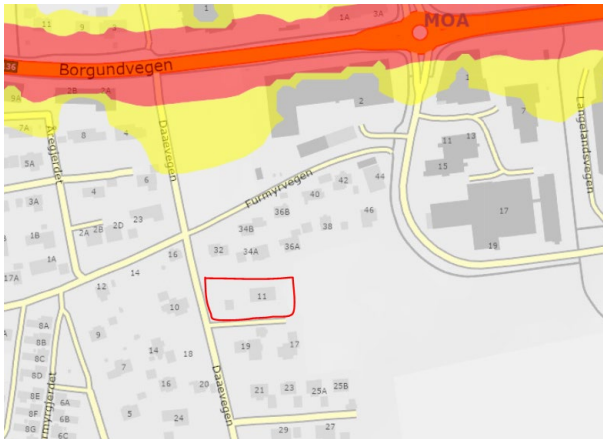 1
1A
3A
MOA
11
9
3
136
Borgundvegen
2B
2A
9A
2
1
7A
Åregjerdet
8
4
Daaevegen
7
Langelandsvegen
11
13
15
5A
6
Furmyrvegen
42
44
4
40
3A
36B
46
17
23
2D
2B
2A
34B
38
1B
32
34A
36A
19
16
1A
17A
14
12
11
10
8A
9
8B
19
17
14
18
8C
7
8D
Daaevegen
16
20
21
23
25A
25B
8E
6A
8F
5
24
6B
8G
29
27
6C